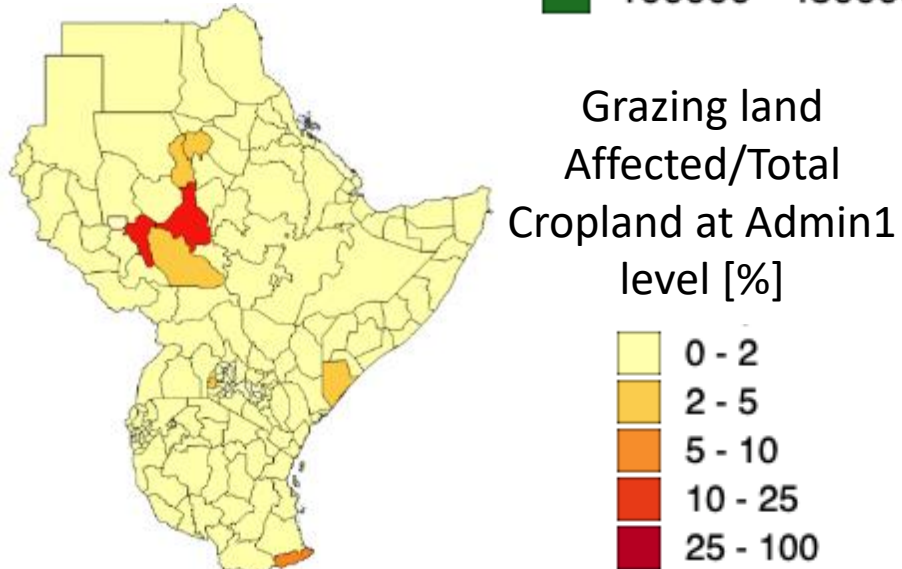 Grazing land
Affected/Total
Cropland at Admin1
level [%]
0 - 2
2 - 5
5 - 10
10 - 25
25 - 100